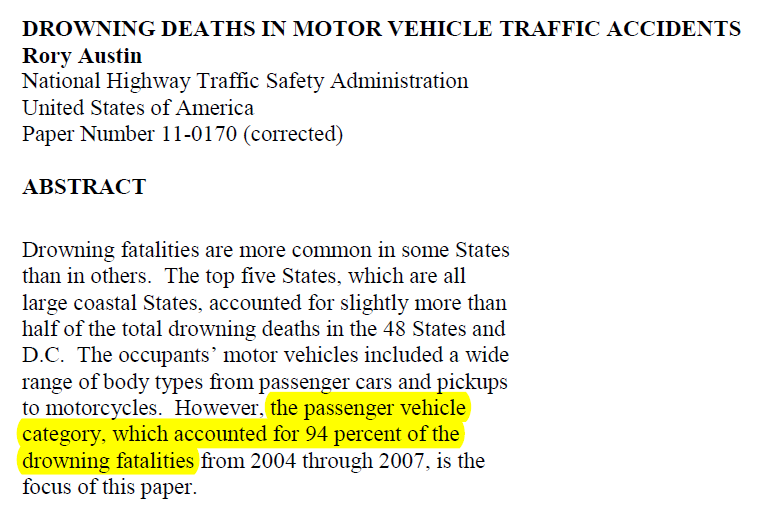 DROWNING DEATHS IN MOTOR VEHICLE TRAFFIC ACCIDENTS
Rory Austin
National Highway Traffic Safety Administration
United States of America
Paper Number 11-0170 (corrected)
ABSTRACT
Drowning fatalities are more common in some States
than in others.  The top five States, which are all
large coastal States, accounted for slightly more than
half of the total drowning deaths in the 48 States and
D.C.  The occupants’ motor vehicles included a wide
range of body types from passenger cars and pickups
to motorcycles.  However, the passenger vehicle
category, which accounted for 94 percent of the
drowning fatalities from 2004 through 2007, is the
focus of this paper.